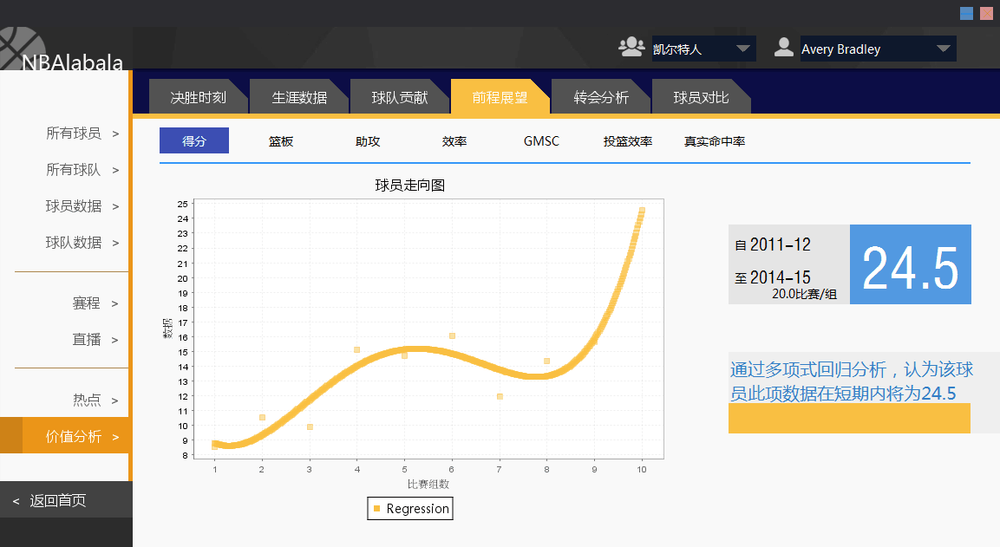 NBAlabala
凯尔特人
Avery Bradley
决胜时刻
生涯数据
球队贡献
前程展望
转会分析
球员对比
所有球员 >
所有球队 >
球员数据 >
球队数据 >
赛程 >
直播 >
热点 >
价值分析 >
< 返回首页
得分
篮板
助攻
效率
GMSC
投篮效率
真实命中率
球员走向图
25
24
23
22
21
20
19
18
17
16
15
14
13
12
11
10
9
8
数据
1 2 3 4 5 6 7 8 9 10
比赛组数
Regression
自 2011-12
至 2014-15
20.0比赛/组
24.5
通过多项式回归分析，认为该球
员此项数据在短期内将为24.5